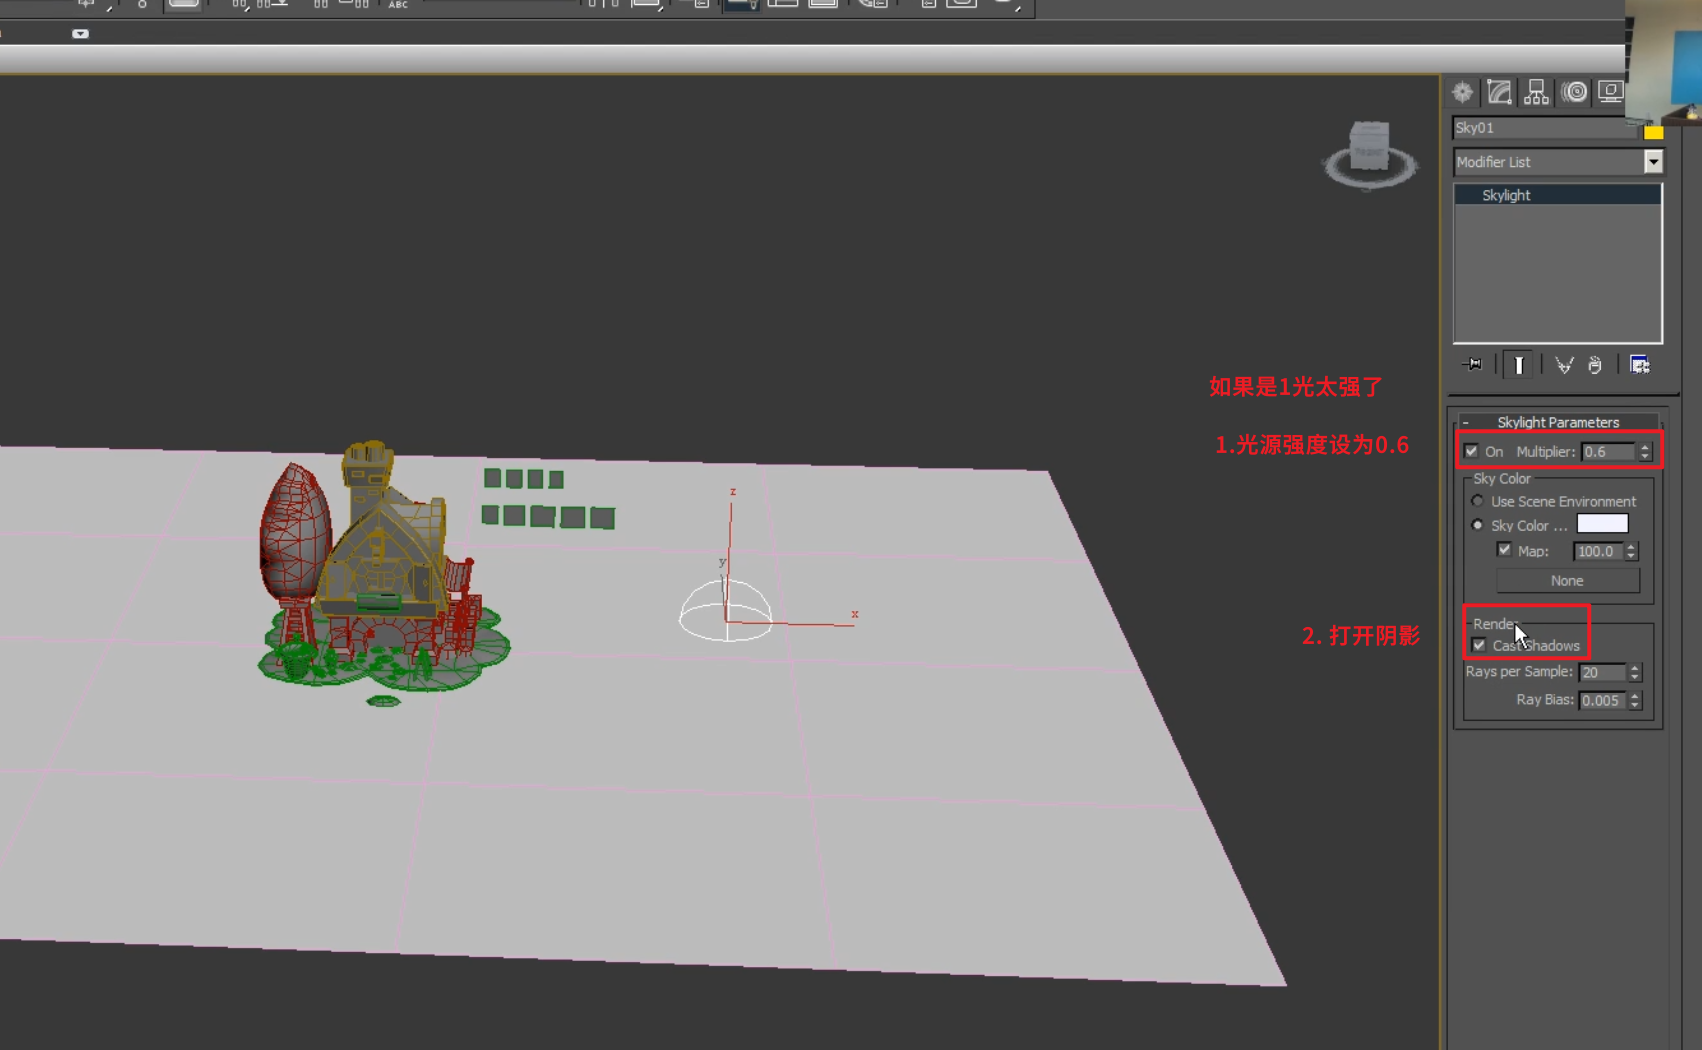 ABC
Sky01
Modifier List
Skylight
如果是1光太强了
1.光源强度设为0.6
2. 打开阴影
- Skylight Parameters
On Multiplier: 0.6
Sky Color
Use Scene Environment
Sky Color ...
Map: 100.0
None
Render
Cast Shadows
Rays per Sample: 20
Ray Bias: 0.005
z
y
x